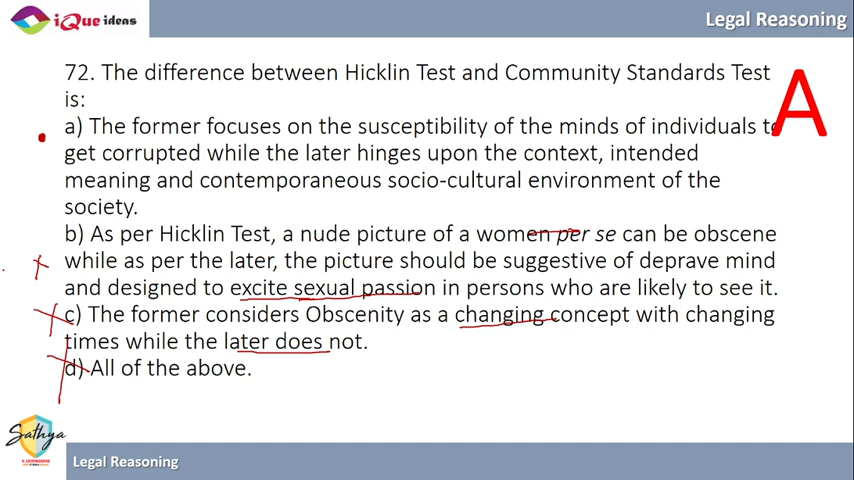 iQue ideas
Legal Reasoning
72. The difference between Hicklin Test and Community Standards Test
is:
A
a) The former focuses on the susceptibility of the minds of individuals to
get corrupted while the later hinges upon the context, intended
meaning and contemporaneous socio-cultural environment of the
society.
b) As per Hicklin Test, a nude picture of a women per se can be obscene
while as per the later, the picture should be suggestive of deprave mind
and designed to excite sexual passion in persons who are likely to see it.
c) The former considers Obscenity as a changing concept with changing
times while the later does not.
d) All of the above.
Sathya
Legal Reasoning